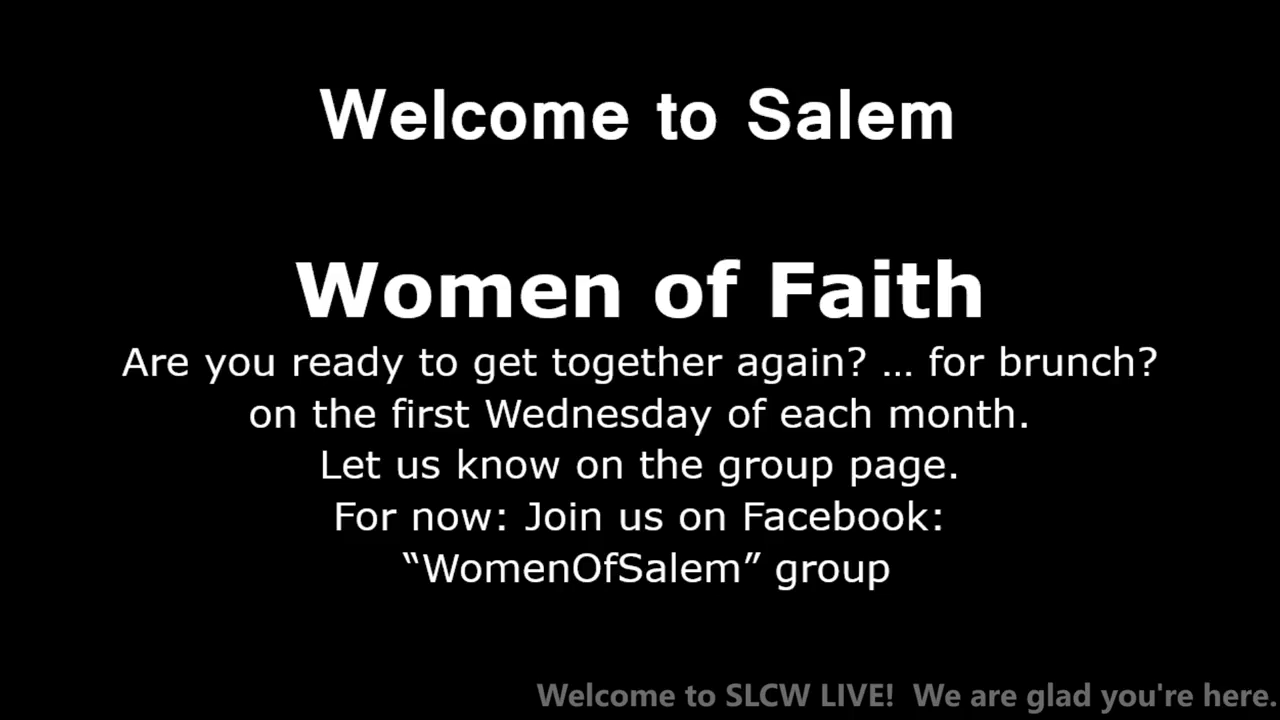 Welcome to Salem
Women of Faith
Are you ready to get together again? … for brunch?
on the first Wednesday of each month.
Let us know on the group page.
For now: Join us on Facebook:
“WomenOfSalem” group
Welcome to SLCW LIVE!  We are glad you're here.